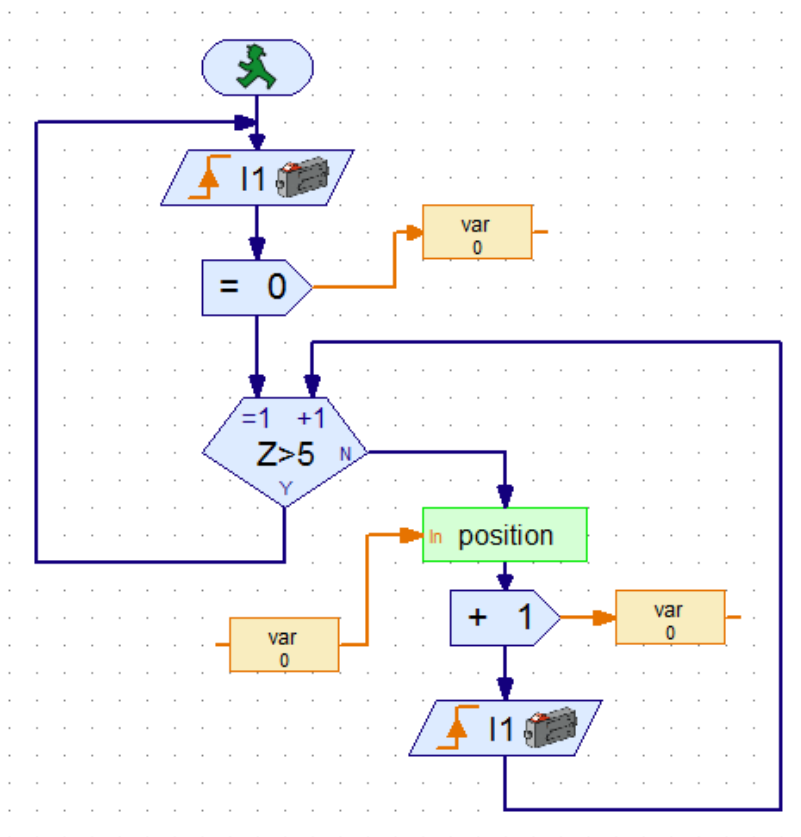 I1
var
0
= 0
=1 +1
Z>5 N
Y
In position
+ 1
var
0
var
0
I1